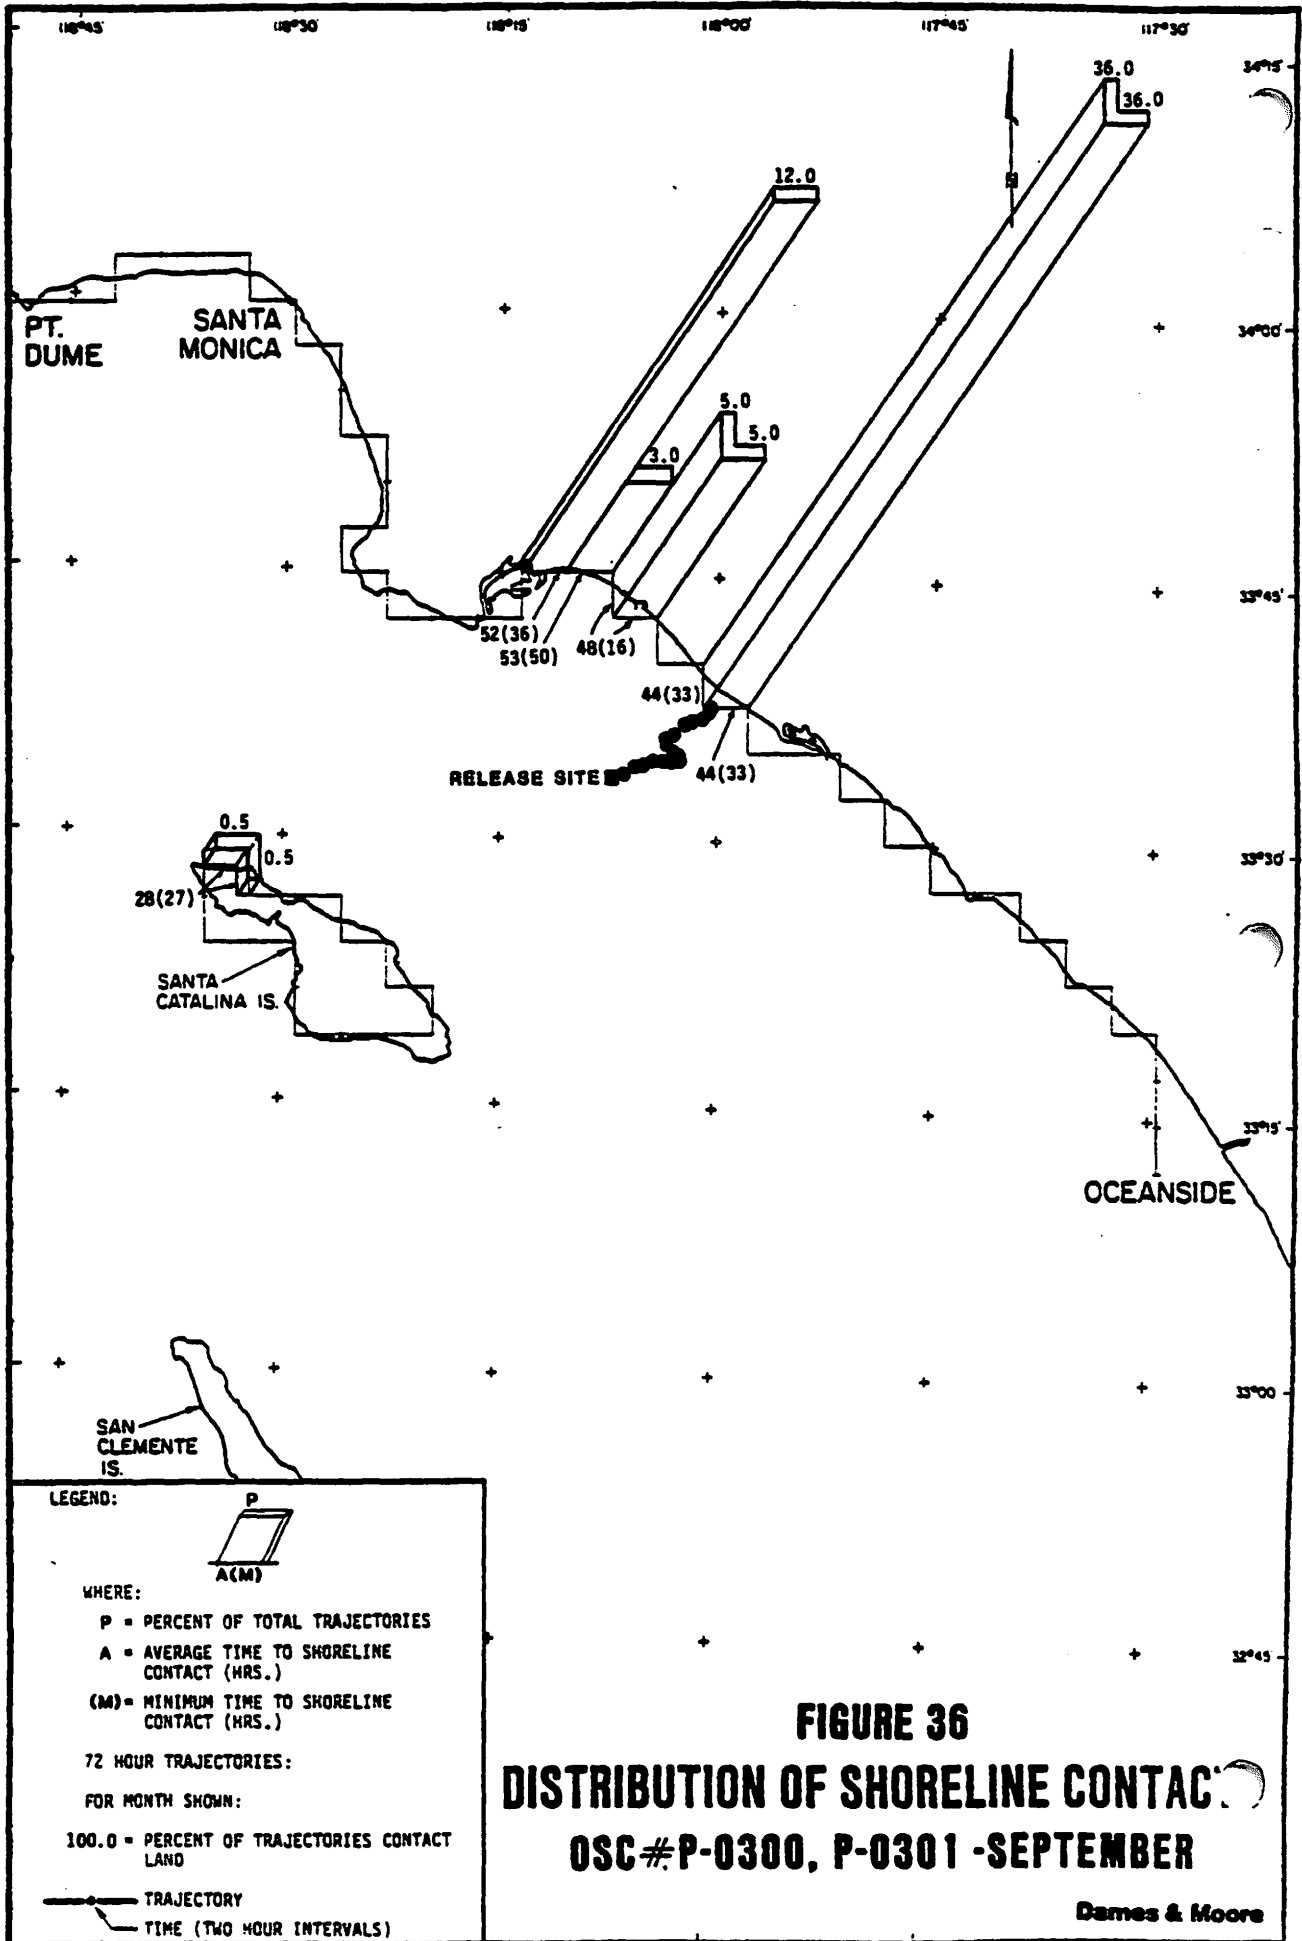 118°45' 118°30' 118°15' 118°00' 117°45' 117°30'
34°15'
36.0
36.0
12.0
PT.
DUME
SANTA
MONICA
34°00'
5.0
5.0
3.0
33°45'
52(36)
53(50)
48(16)
44(33)
RELEASE SITE
44(33)
0.5
0.5
33°30'
28(27)
SANTA
CATALINA IS.
33°15'
OCEANSIDE
33°00'
SAN
CLEMENTE
IS.
LEGEND:
P
A(M)
WHERE:
P = PERCENT OF TOTAL TRAJECTORIES
A = AVERAGE TIME TO SHORELINE
CONTACT (HRS.)
(M)= MINIMUM TIME TO SHORELINE
CONTACT (HRS.)
72 HOUR TRAJECTORIES:
FOR MONTH SHOWN:
100.0 = PERCENT OF TRAJECTORIES CONTACT
LAND
TRAJECTORY
TIME (TWO HOUR INTERVALS)
32°45'
FIGURE 36
DISTRIBUTION OF SHORELINE CONTAC
OSC#P-0300, P-0301 -SEPTEMBER
Dames & Moore